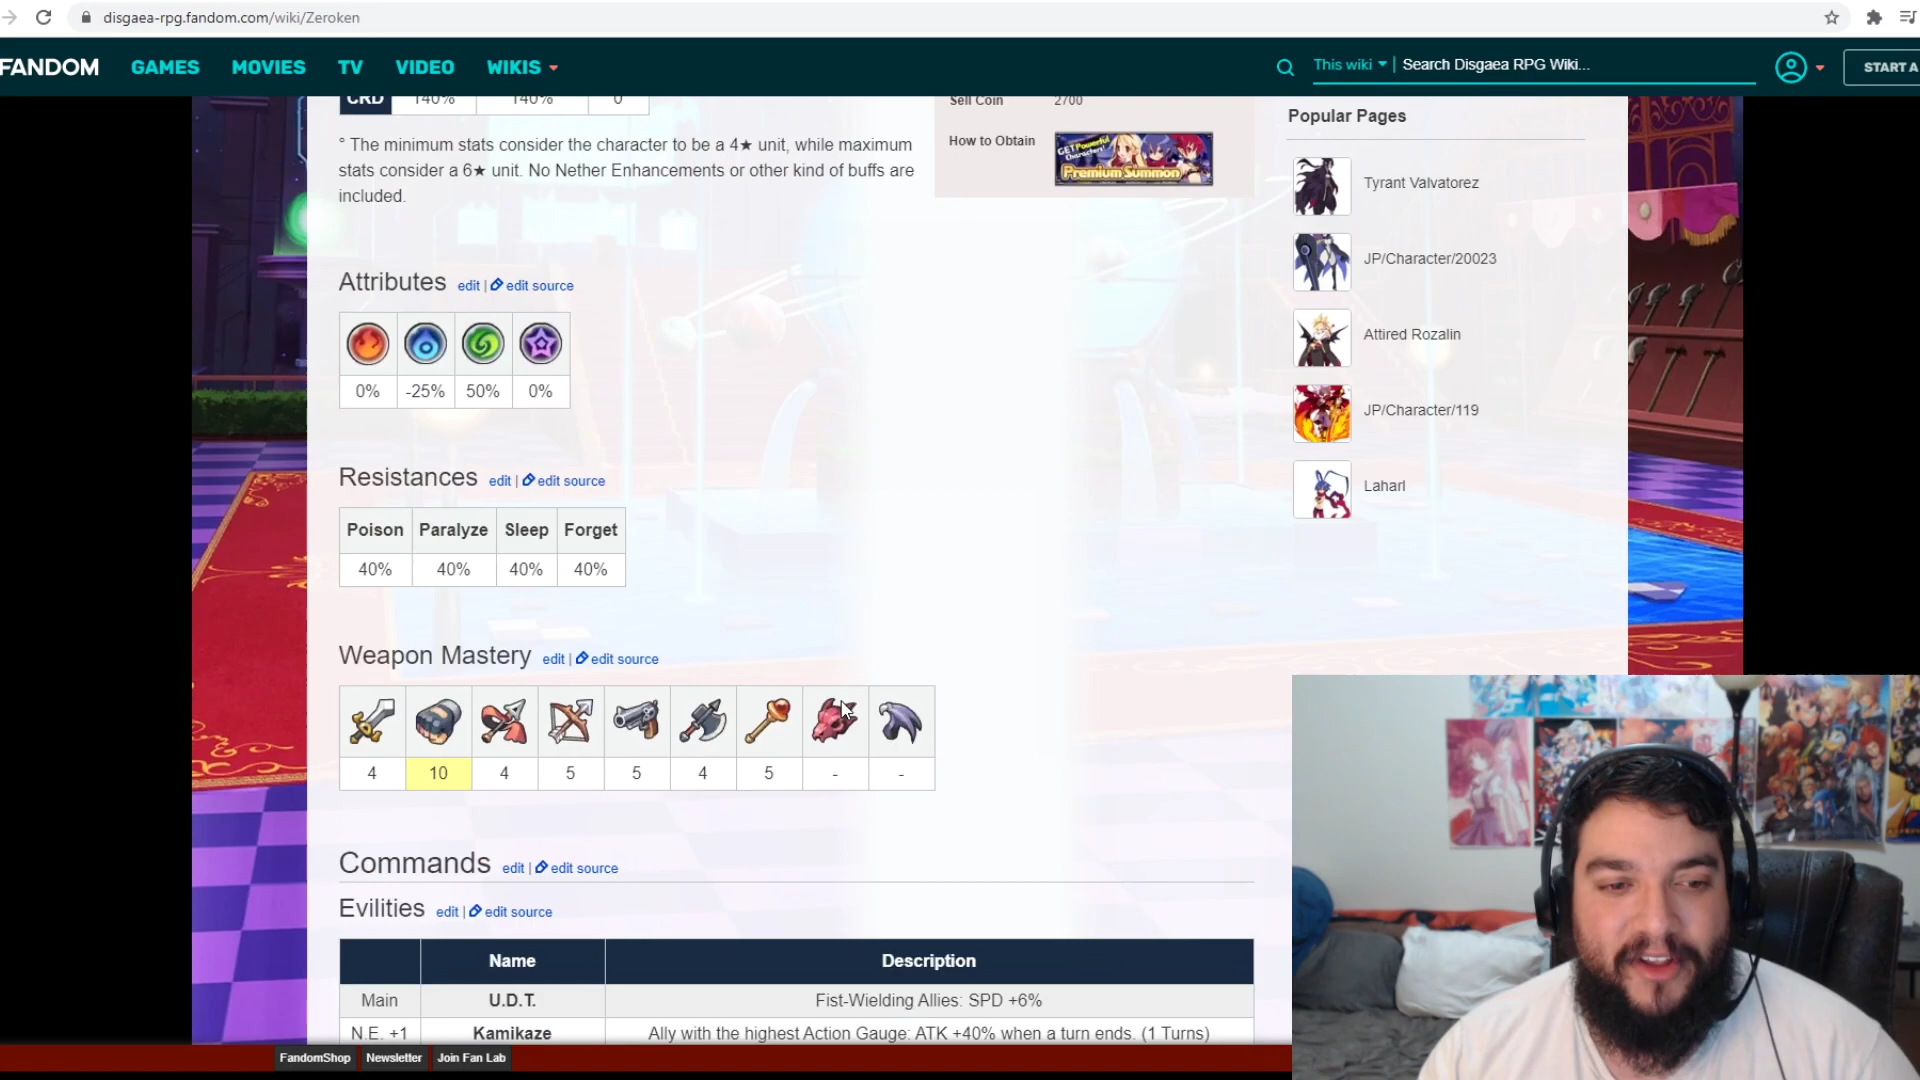 disgaea-rpg.fandom.com/wiki/Zeroken
FANDOM GAMES MOVIES TV VIDEO WIKIS This wiki Search Disgaea RPG Wiki... START A
CRD 140% 140% 0
° The minimum stats consider the character to be a 4★ unit, while maximum
stats consider a 6★ unit. No Nether Enhancements or other kind of buffs are
included.
Sell Coin 2700
How to Obtain
GET Powerful
Characters!
Premium Summon
Popular Pages
Tyrant Valvatorez
JP/Character/20023
Attired Rozalin
JP/Character/119
Laharl
Attributes edit | edit source
0% -25% 50% 0%
Resistances edit | edit source
Poison Paralyze Sleep Forget
40% 40% 40% 40%
Weapon Mastery edit | edit source
4 10 4 5 5 4 5 - -
Commands edit | edit source
Evilities edit | edit source
Name Description
Main U.D.T. Fist-Wielding Allies: SPD +6%
N.E. +1 Kamikaze Ally with the highest Action Gauge: ATK +40% when a turn ends. (1 Turns)
FandomShop Newsletter Join Fan Lab